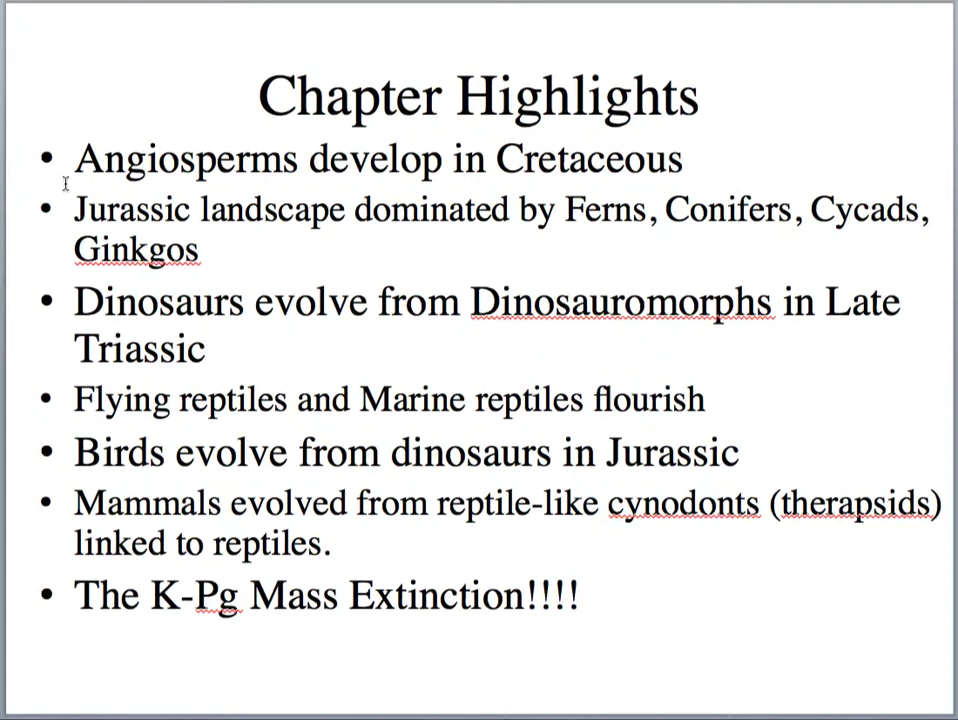 Chapter Highlights
• Angiosperms develop in Cretaceous
• Jurassic landscape dominated by Ferns, Conifers, Cycads,
Ginkgos
• Dinosaurs evolve from Dinosauromorphs in Late
Triassic
• Flying reptiles and Marine reptiles flourish
• Birds evolve from dinosaurs in Jurassic
• Mammals evolved from reptile-like cynodonts (therapsids)
linked to reptiles.
• The K-Pg Mass Extinction!!!!